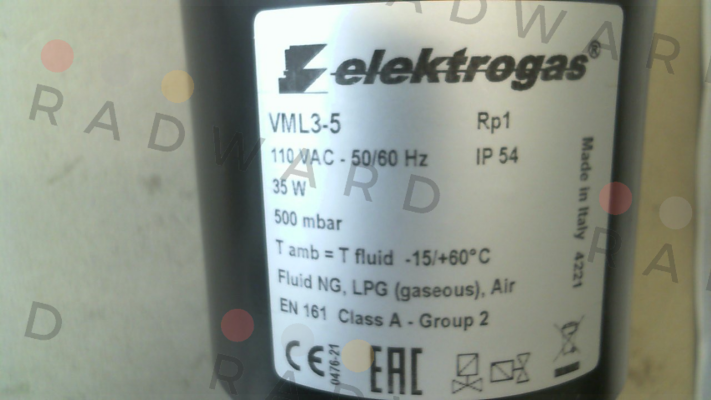 elektrogas®
VML3-5 Rp1
110 VAC - 50/60 Hz IP 54
35 W
500 mbar
T amb = T fluid -15/+60°C
Fluid NG, LPG (gaseous), Air
EN 161 Class A - Group 2
CE 0476-21 EAC
Made in Italy 4221
RADWARD